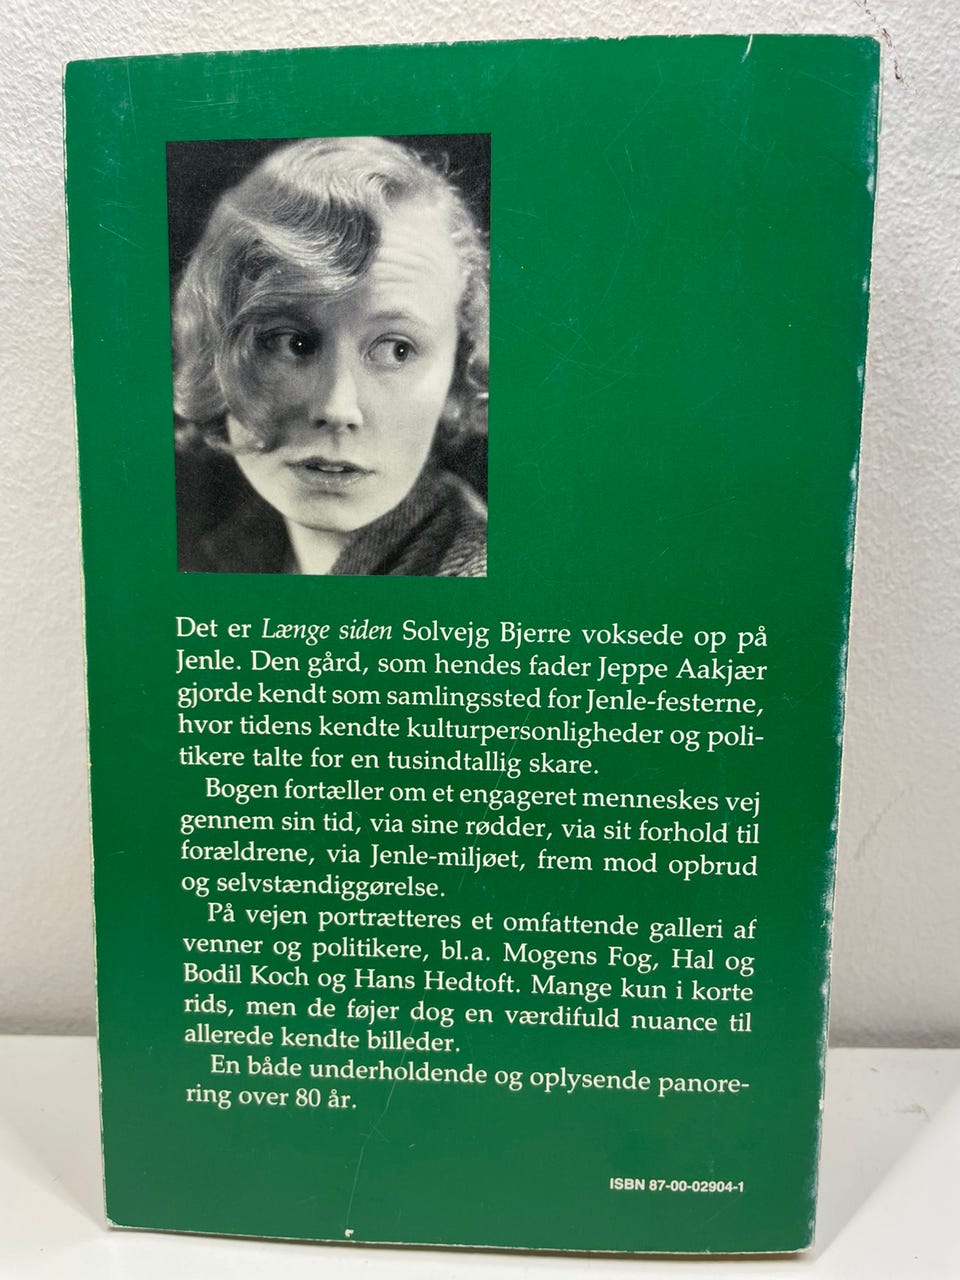 Det er Længe siden Solvejg Bjerre voksede op på
Jenle. Den gård, som hendes fader Jeppe Aakjær
gjorde kendt som samlingssted for Jenle-festerne,
hvor tidens kendte kulturpersonligheder og poli-
tikere talte for en tusindtallig skare.
Bogen fortæller om et engageret menneskes vej
gennem sin tid, via sine rødder, via sit forhold til
forældrene, via Jenle-miljøet, frem mod opbrud
og selvstændiggørelse.
På vejen portrætteres et omfattende galleri af
venner og politikere, bl.a. Mogens Fog, Hal og
Bodil Koch og Hans Hedtoft. Mange kun i korte
rids, men de føjer dog en værdifuld nuance til
allerede kendte billeder.
En både underholdende og oplysende panore-
ring over 80 år.
ISBN 87-00-02904-1